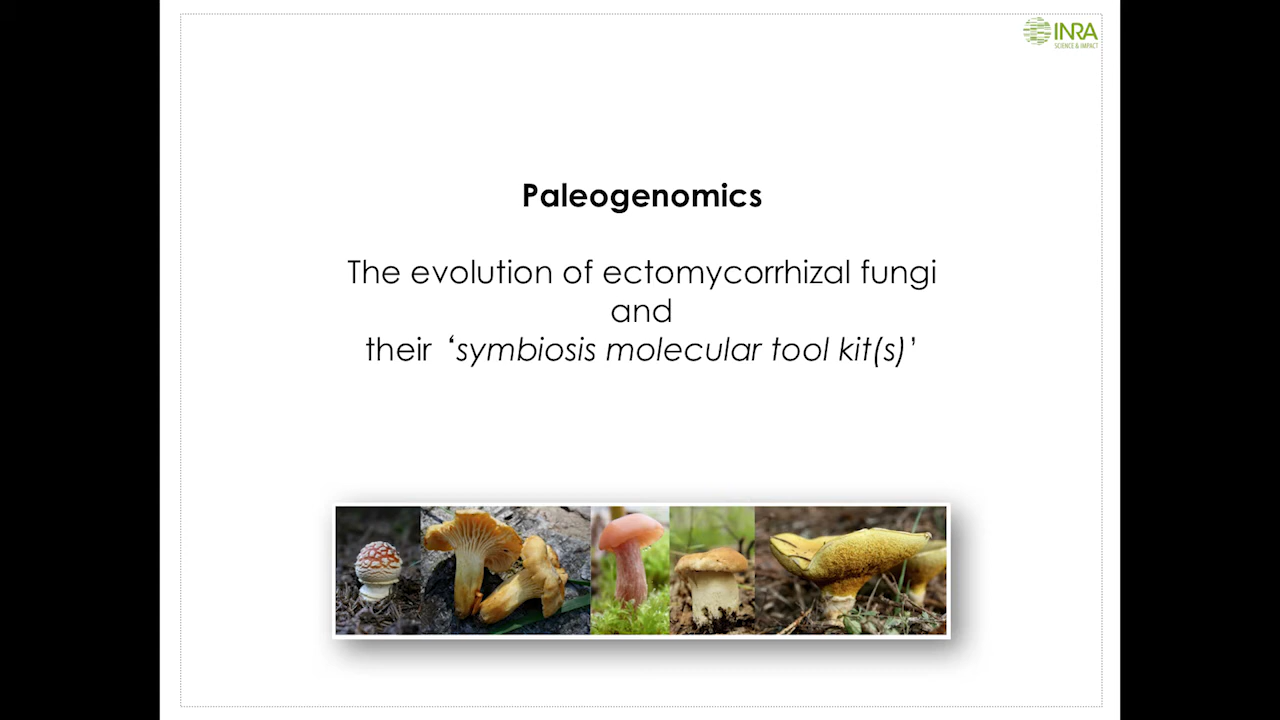 INRA
SCIENCE & IMPACT
Paleogenomics
The evolution of ectomycorrhizal fungi
and
their ‘symbiosis molecular tool kit(s)’